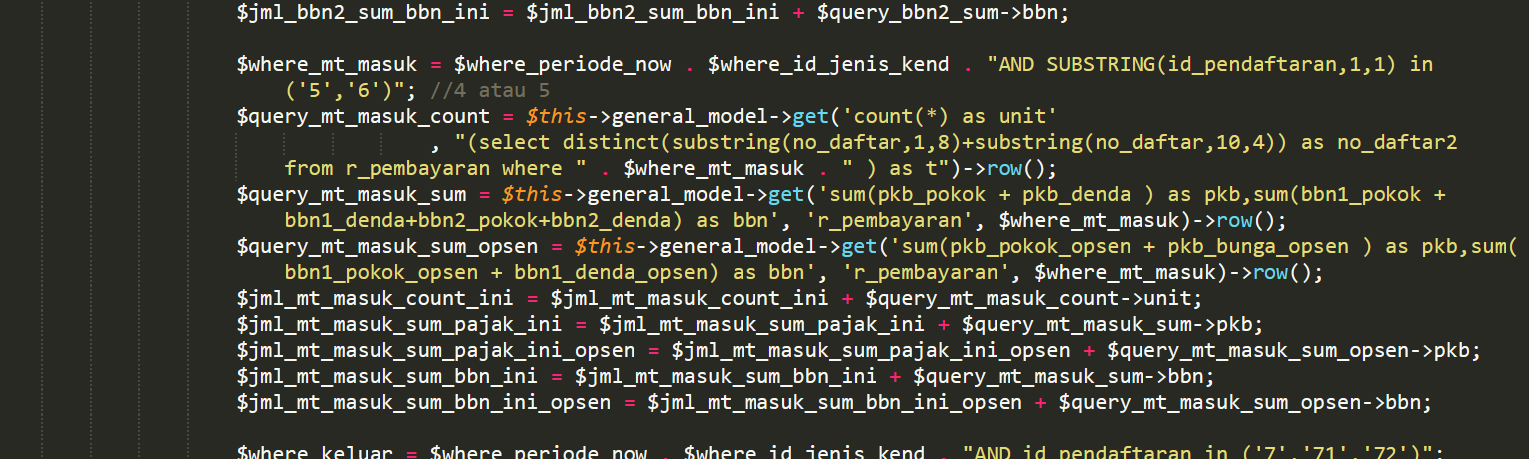 $jml_bbn2_sum_bbn_ini = $jml_bbn2_sum_bbn_ini + $query_bbn2_sum->bbn;
$where_mt_masuk = $where_periode_now . $where_id_jenis_kend . "AND SUBSTRING(id_pendaftaran,1,1) in
('5','6')"; //4 atau 5
$query_mt_masuk_count = $this->general_model->get('count(*) as unit'
, "(select distinct(substring(no_daftar,1,8)+substring(no_daftar,10,4)) as no_daftar2
from r_pembayaran where " . $where_mt_masuk . " ) as t")->row();
$query_mt_masuk_sum = $this->general_model->get('sum(pkb_pokok + pkb_denda ) as pkb,sum(bbn1_pokok +
bbn1_denda+bbn2_pokok+bbn2_denda) as bbn', 'r_pembayaran', $where_mt_masuk)->row();
$query_mt_masuk_sum_opsen = $this->general_model->get('sum(pkb_pokok_opsen + pkb_bunga_opsen ) as pkb,sum(
bbn1_pokok_opsen + bbn1_denda_opsen) as bbn', 'r_pembayaran', $where_mt_masuk)->row();
$jml_mt_masuk_count_ini = $jml_mt_masuk_count_ini + $query_mt_masuk_count->unit;
$jml_mt_masuk_sum_pajak_ini = $jml_mt_masuk_sum_pajak_ini + $query_mt_masuk_sum->pkb;
$jml_mt_masuk_sum_pajak_ini_opsen = $jml_mt_masuk_sum_pajak_ini_opsen + $query_mt_masuk_sum_opsen->pkb;
$jml_mt_masuk_sum_bbn_ini = $jml_mt_masuk_sum_bbn_ini + $query_mt_masuk_sum->bbn;
$jml_mt_masuk_sum_bbn_ini_opsen = $jml_mt_masuk_sum_bbn_ini_opsen + $query_mt_masuk_sum_opsen->bbn;
$where_keluar = $where_periode_now . $where_id_jenis_kend . "AND id_pendaftaran in ('7','71','72')";